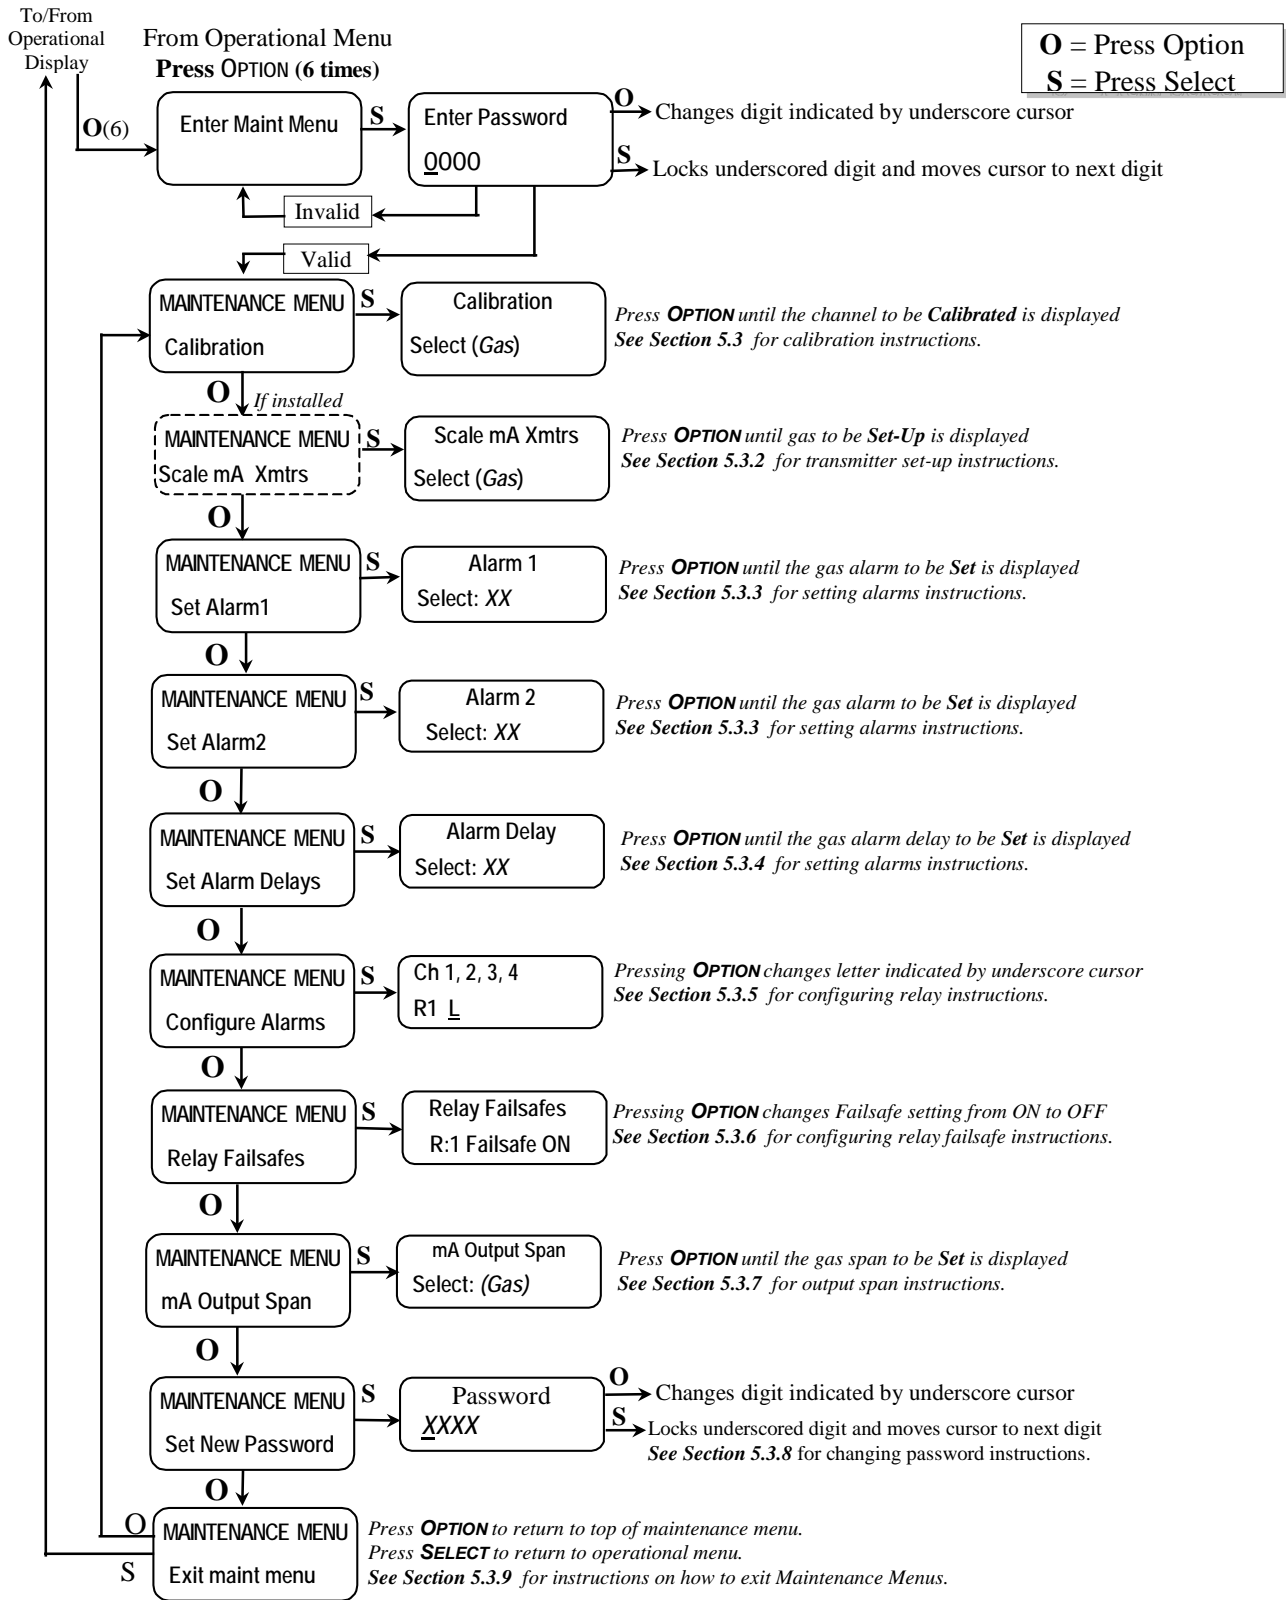 To/From
Operational
Display
From Operational Menu
Press OPTION (6 times)
O = Press Option
S = Press Select
O(6)
Enter Maint Menu
S
Enter Password
0000
O
Changes digit indicated by underscore cursor
S
Locks underscored digit and moves cursor to next digit
Invalid
Valid
MAINTENANCE MENU
Calibration
S
Calibration
Select (Gas)
Press OPTION until the channel to be Calibrated is displayed
See Section 5.3 for calibration instructions.
O
If installed
MAINTENANCE MENU
Scale mA Xmtrs
S
Scale mA Xmtrs
Select (Gas)
Press OPTION until gas to be Set-Up is displayed
See Section 5.3.2 for transmitter set-up instructions.
O
MAINTENANCE MENU
Set Alarm1
S
Alarm 1
Select: XX
Press OPTION until the gas alarm to be Set is displayed
See Section 5.3.3 for setting alarms instructions.
O
MAINTENANCE MENU
Set Alarm2
S
Alarm 2
Select: XX
Press OPTION until the gas alarm to be Set is displayed
See Section 5.3.3 for setting alarms instructions.
O
MAINTENANCE MENU
Set Alarm Delays
S
Alarm Delay
Select: XX
Press OPTION until the gas alarm delay to be Set is displayed
See Section 5.3.4 for setting alarms instructions.
O
MAINTENANCE MENU
Configure Alarms
S
Ch 1, 2, 3, 4
R1 L
Pressing OPTION changes letter indicated by underscore cursor
See Section 5.3.5 for configuring relay instructions.
O
MAINTENANCE MENU
Relay Failsafes
S
Relay Failsafes
R:1 Failsafe ON
Pressing OPTION changes Failsafe setting from ON to OFF
See Section 5.3.6 for configuring relay failsafe instructions.
O
MAINTENANCE MENU
mA Output Span
S
mA Output Span
Select: (Gas)
Press OPTION until the gas span to be Set is displayed
See Section 5.3.7 for output span instructions.
O
MAINTENANCE MENU
Set New Password
S
Password
XXXX
O
Changes digit indicated by underscore cursor
S
Locks underscored digit and moves cursor to next digit
See Section 5.3.8 for changing password instructions.
O
O
S
MAINTENANCE MENU
Exit maint menu
Press OPTION to return to top of maintenance menu.
Press SELECT to return to operational menu.
See Section 5.3.9 for instructions on how to exit Maintenance Menus.